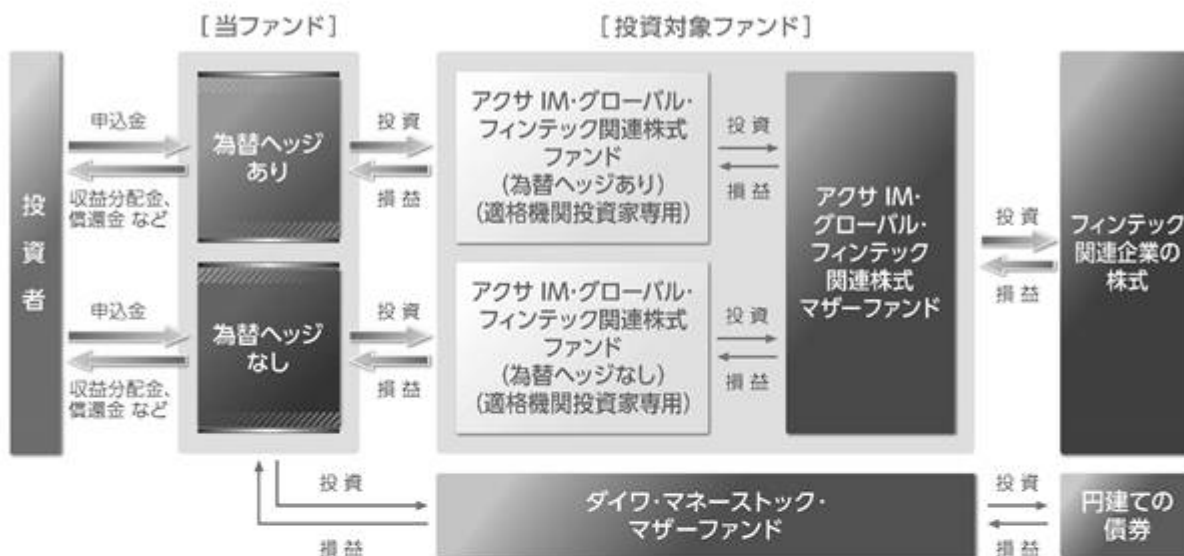 [当ファンド]
[投資対象ファンド]
投資者
申込金
収益分配金、
償還金 など
為替ヘッジ
あり
投資
損益
アクサ IM・グローバル・
フィンテック関連株式
ファンド
(為替ヘッジあり)
(適格機関投資家専用)
投資
損益
申込金
収益分配金、
償還金 など
為替ヘッジ
なし
投資
損益
アクサ IM・グローバル・
フィンテック関連株式
ファンド
(為替ヘッジなし)
(適格機関投資家専用)
投資
損益
アクサ IM・
グローバル・
フィンテック
関連株式
マザーファンド
投資
損益
フィンテック
関連企業の
株式
投資
損益
ダイワ・マネーストック・
マザーファンド
投資
損益
円建ての
債券